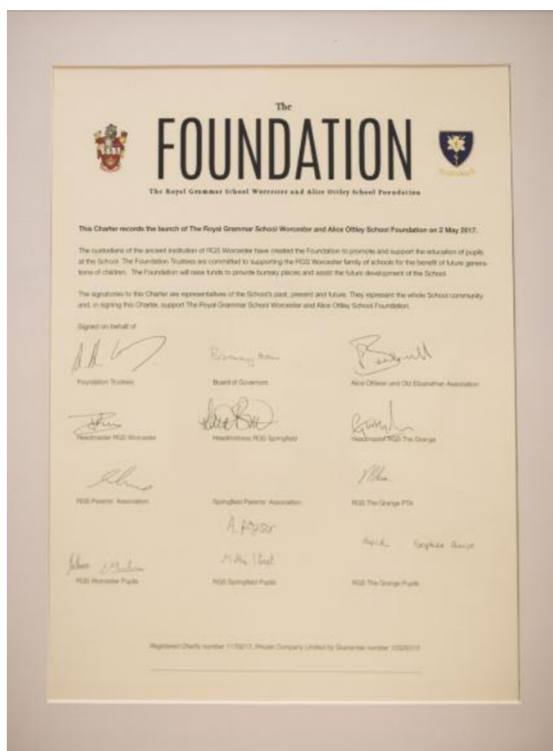 The
FOUNDATION
The Royal Grammar School Worcester and Alice Ottley School Foundation
This Charter records the launch of The Royal Grammar School Worcester and Alice Ottley School Foundation on 2 May 2017.
The custodians of the ancient institution of RGS Worcester have created the Foundation to promote and support the education of pupils
at the School. The Foundation Trustees are committed to supporting the RGS Worcester family of schools for the benefit of future genera-
tions of children. The Foundation will raise funds to provide bursary places and assist the future development of the School.
The signatories to this Charter are representatives of the School's past, present and future. They represent the whole School community
and, in signing this Charter, support The Royal Grammar School Worcester and Alice Ottley School Foundation.
Signed on behalf of
Foundation Trustees Board of Governors Alice Ottleian and Old Elizabethan Association
Headmaster RGS Worcester Headmistress RGS Springfield Headmaster RGS The Grange
RGS Parents' Association Springfield Parents' Association RGS The Grange PTA
RGS Worcester Pupils RGS Springfield Pupils RGS The Grange Pupils
Registered Charity number Private Company Limited by Guarantee number